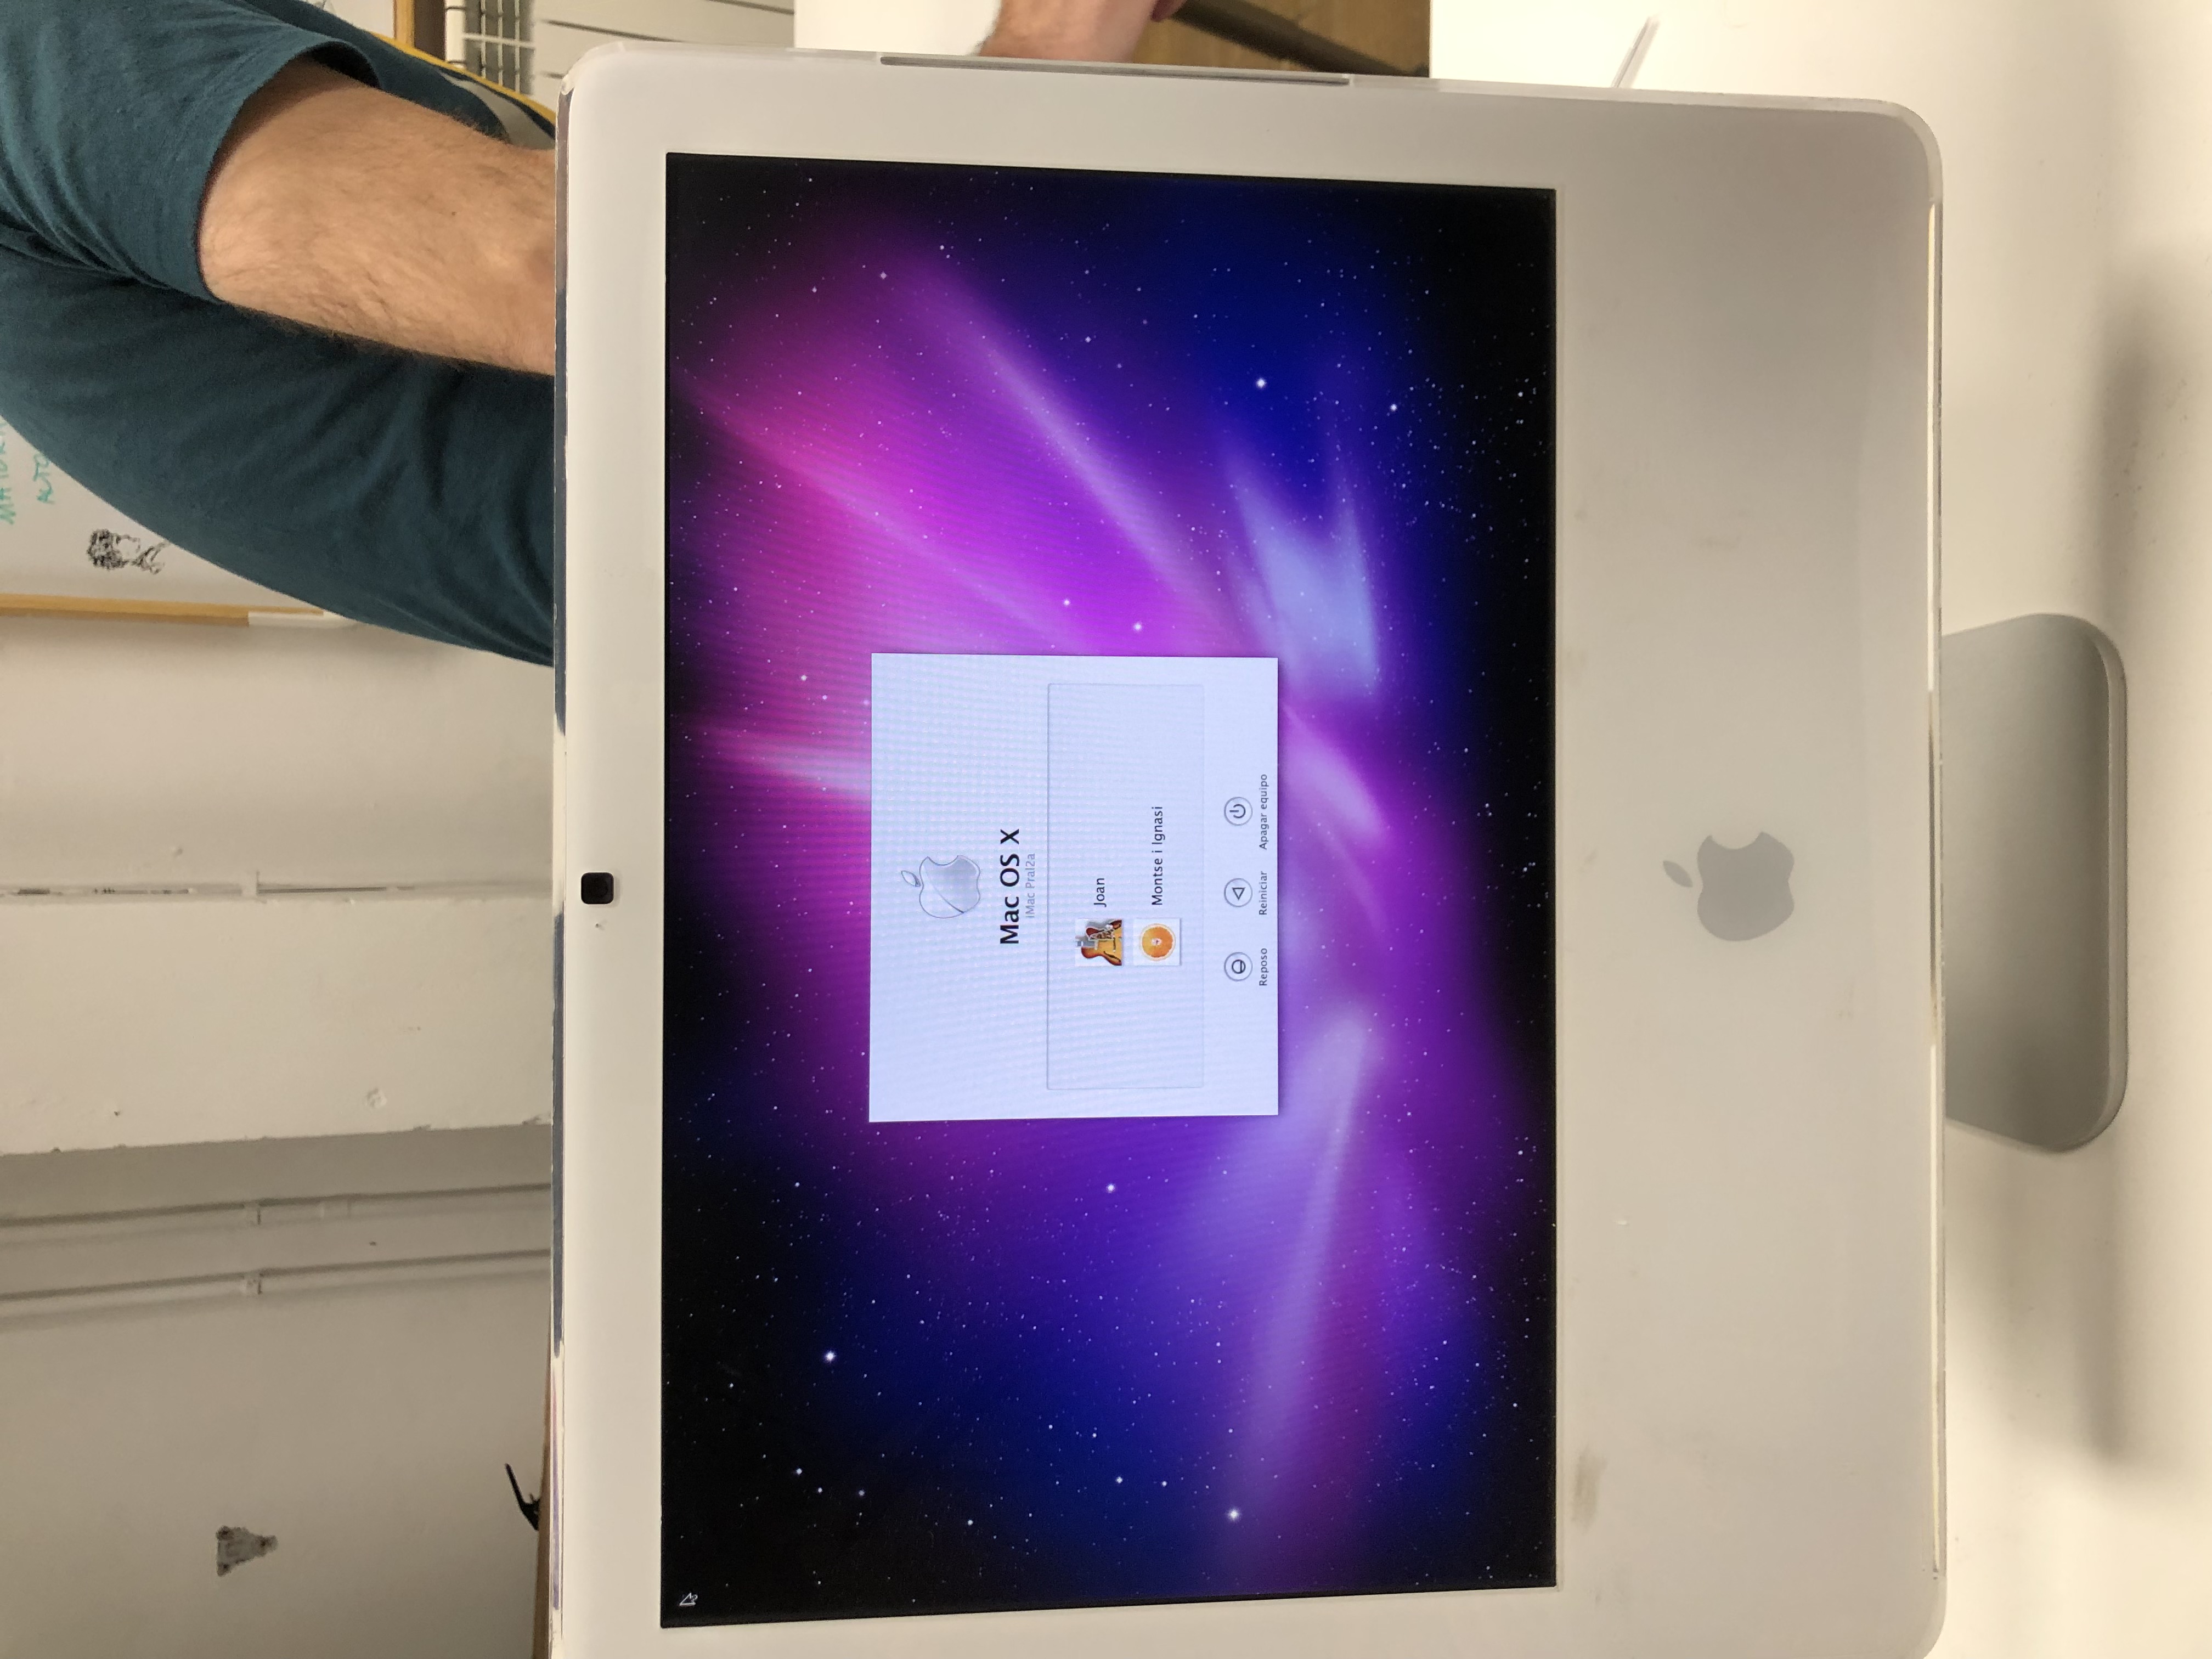 Mac OS X
iMac Pral2a
Joan
Montse i Ignasi
Reposo
Reiniciar
Apagar equipo